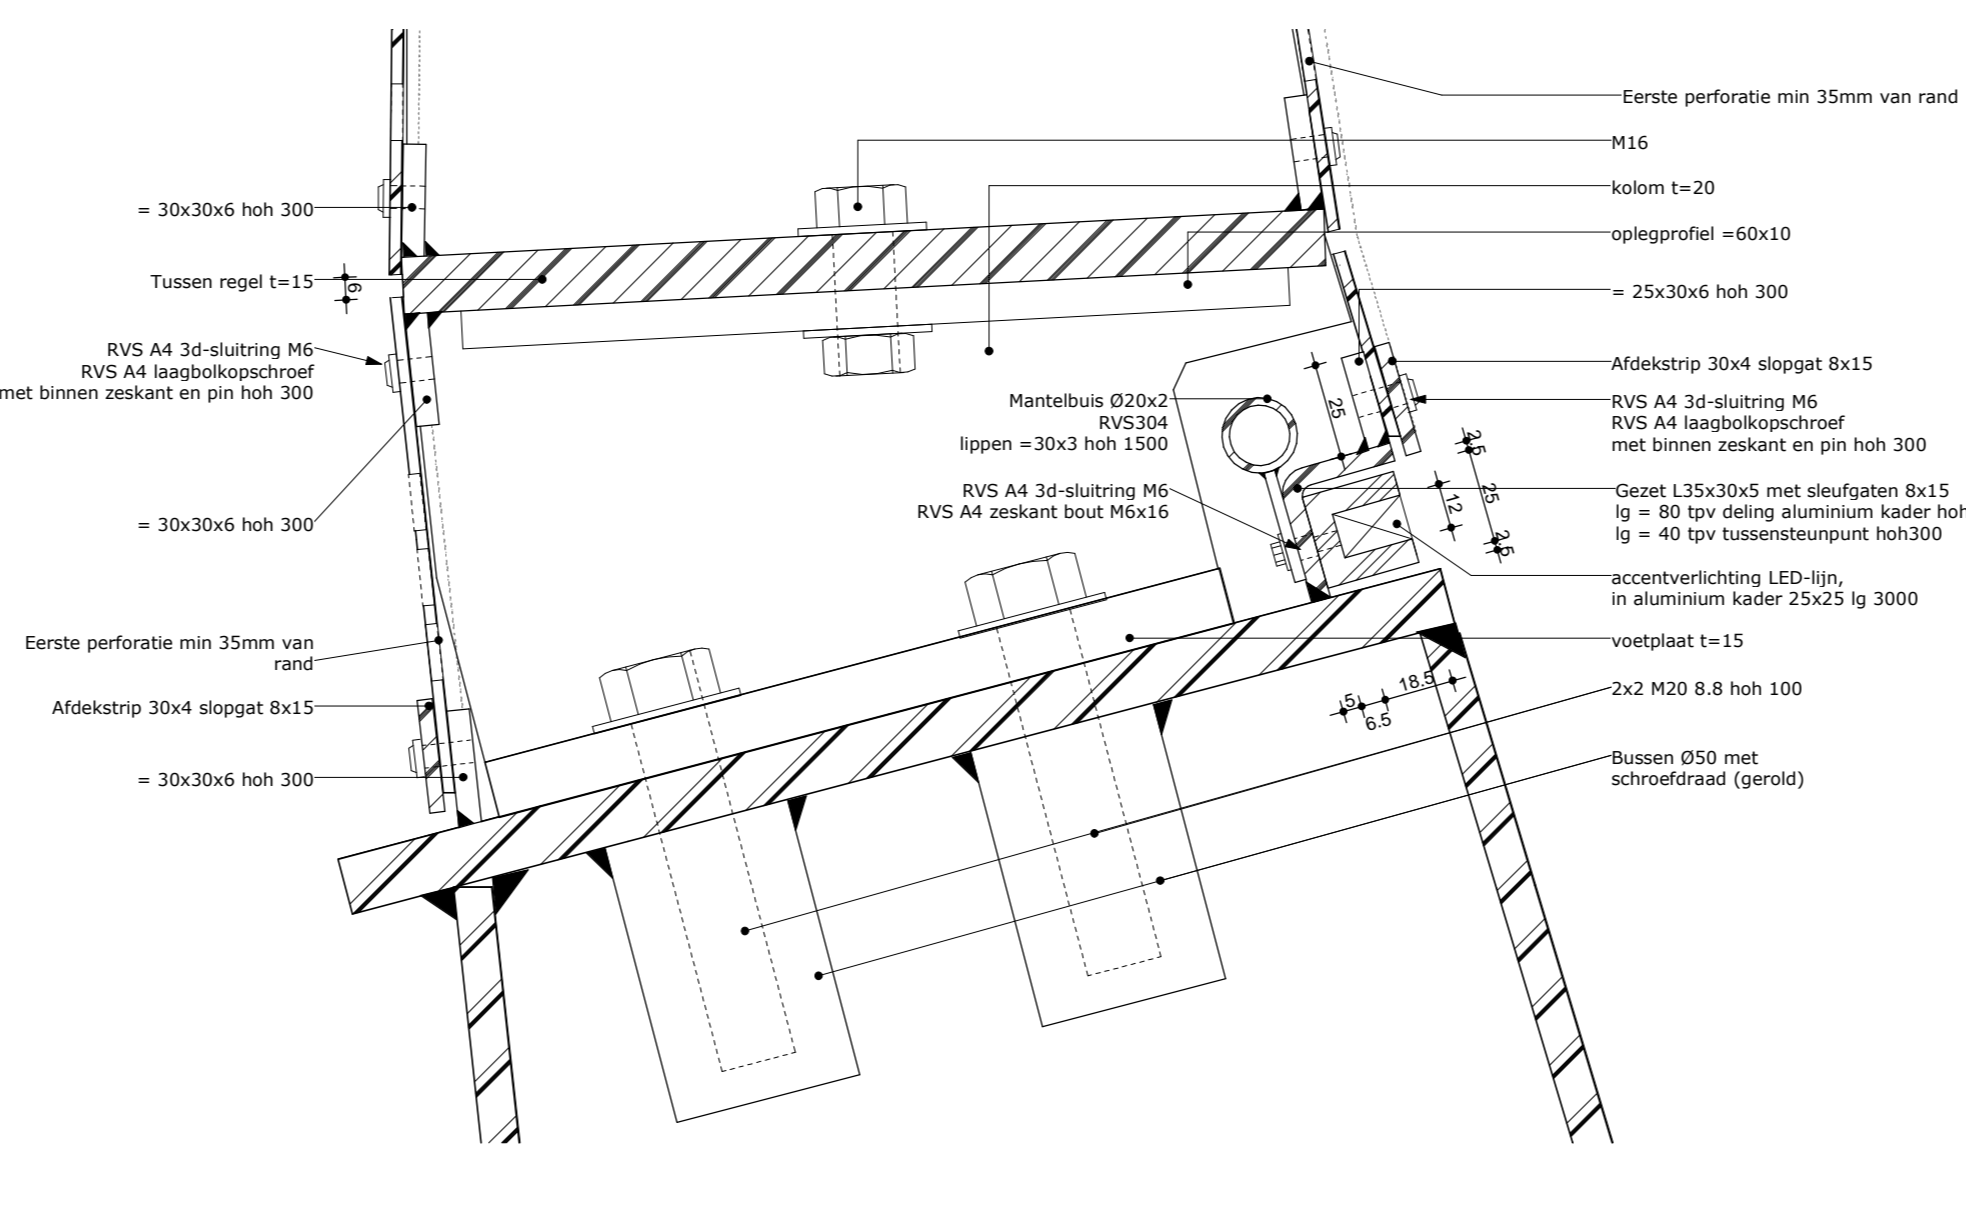 Eerste perforatie min 35mm van rand
M16
kolom t=20
= 30x30x6 hoh 300
oplegprofiel =60x10
Tussen regel t=15
6
= 25x30x6 hoh 300
RVS A4 3d-sluitring M6
RVS A4 laagbolkopschroef
met binnen zeskant en pin hoh 300
Afdekstrip 30x4 slopgat 8x15
Mantelbuis Ø20x2
RVS304
lippen =30x3 hoh 1500
25
RVS A4 3d-sluitring M6
RVS A4 laagbolkopschroef
met binnen zeskant en pin hoh 300
2.5
25
12
2.5
RVS A4 3d-sluitring M6
RVS A4 zeskant bout M6x16
Gezet L35x30x5 met sleufgaten 8x15
lg = 80 tpv deling aluminium kader hoh
lg = 40 tpv tussensteunpunt hoh300
= 30x30x6 hoh 300
accentverlichting LED-lijn,
in aluminium kader 25x25 lg 3000
Eerste perforatie min 35mm van
rand
voetplaat t=15
18.5
5
6.5
2x2 M20 8.8 hoh 100
Afdekstrip 30x4 slopgat 8x15
Bussen Ø50 met
schroefdraad (gerold)
= 30x30x6 hoh 300